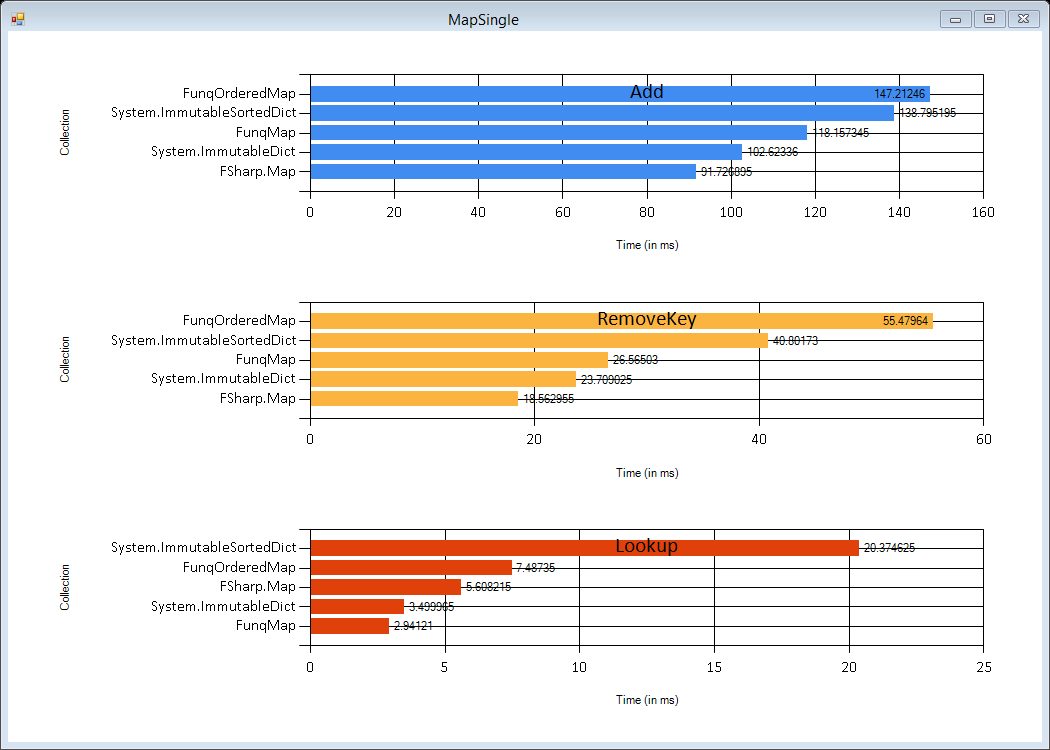 MapSingle
Add
Collection
FunqOrderedMap 147.21246
System.ImmutableSortedDict 138.795195
FunqMap 118.157345
System.ImmutableDict 102.62336
FSharp.Map 91.726895
0 20 40 60 80 100 120 140 160
Time (in ms)
RemoveKey
Collection
FunqOrderedMap 55.47964
System.ImmutableSortedDict 40.80173
FunqMap 26.56503
System.ImmutableDict 23.709025
FSharp.Map 18.562955
0 20 40 60
Time (in ms)
Lookup
Collection
System.ImmutableSortedDict 20.374625
FunqOrderedMap 7.48735
FSharp.Map 5.608215
System.ImmutableDict 3.499965
FunqMap 2.94121
0 5 10 15 20 25
Time (in ms)